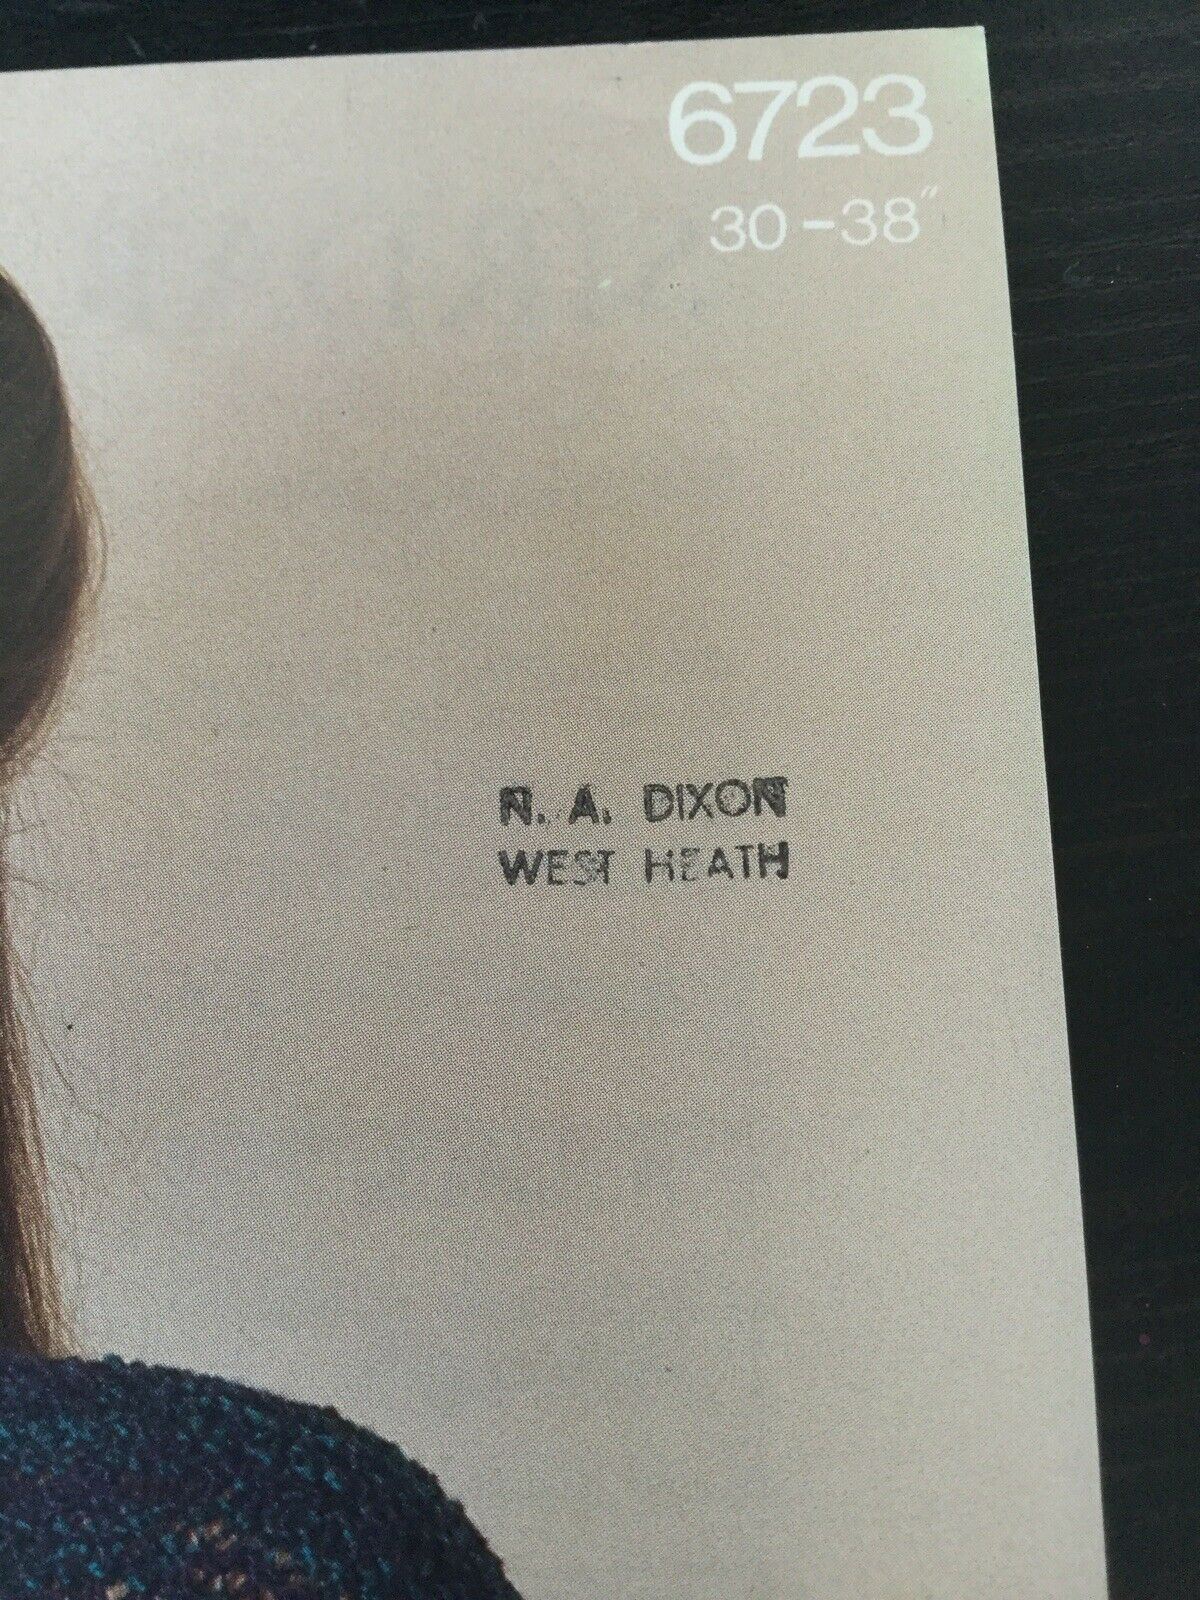 6723
30-38"
N. A. DIXON
WEST HEATH